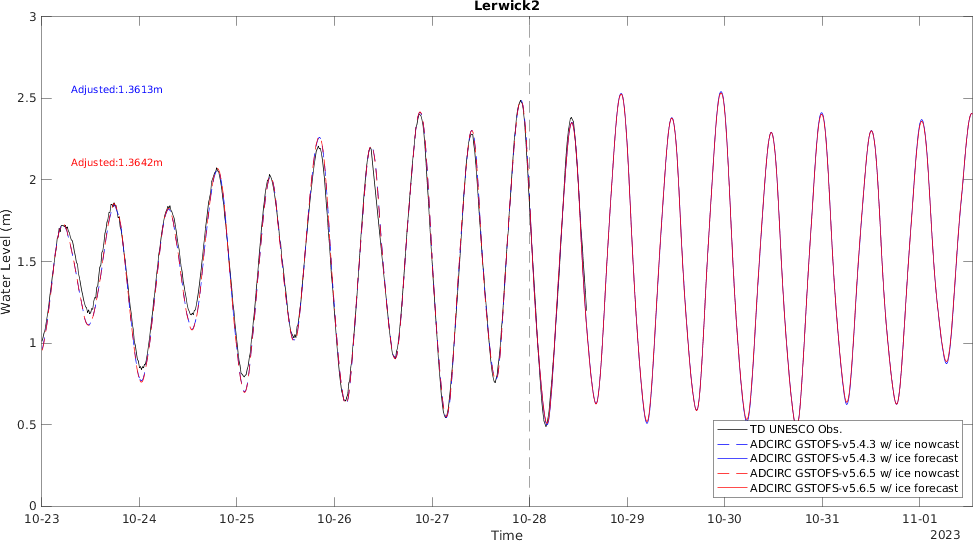 Lerwick2
3
2.5
2
1.5
1
0.5
0
Water Level (m)
Adjusted:1.3613m
Adjusted:1.3642m
TD UNESCO Obs.
ADCIRC GSTOFS-v5.4.3 w/ ice nowcast
ADCIRC GSTOFS-v5.4.3 w/ ice forecast
ADCIRC GSTOFS-v5.6.5 w/ ice nowcast
ADCIRC GSTOFS-v5.6.5 w/ ice forecast
10-23 10-24 10-25 10-26 10-27 10-28 10-29 10-30 10-31 11-01
Time
2023